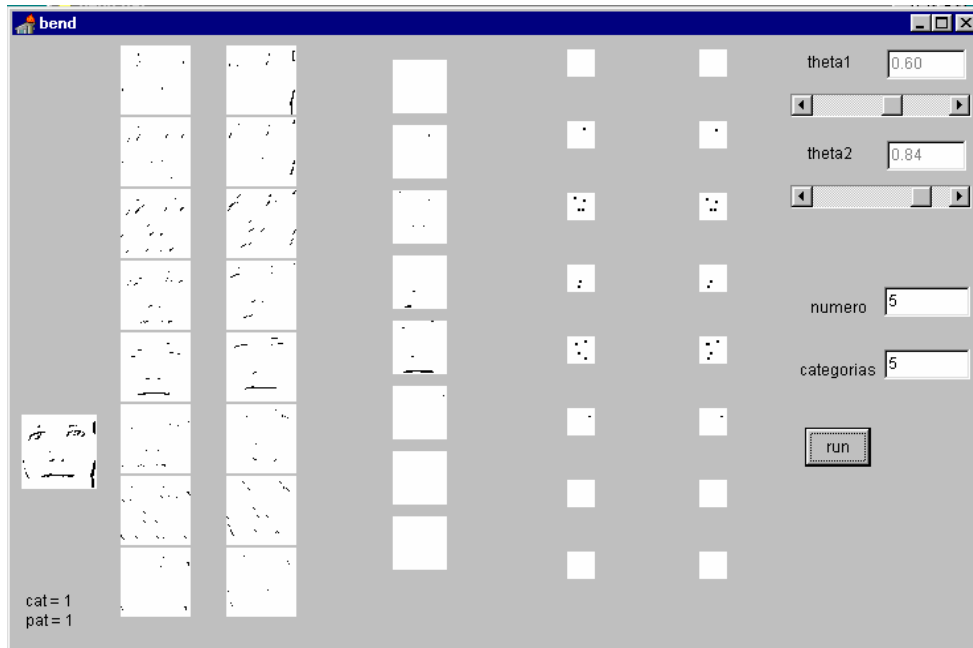 bend
theta1
0.60
theta2
0.84
numero
5
categorias
5
run
cat = 1
pat = 1